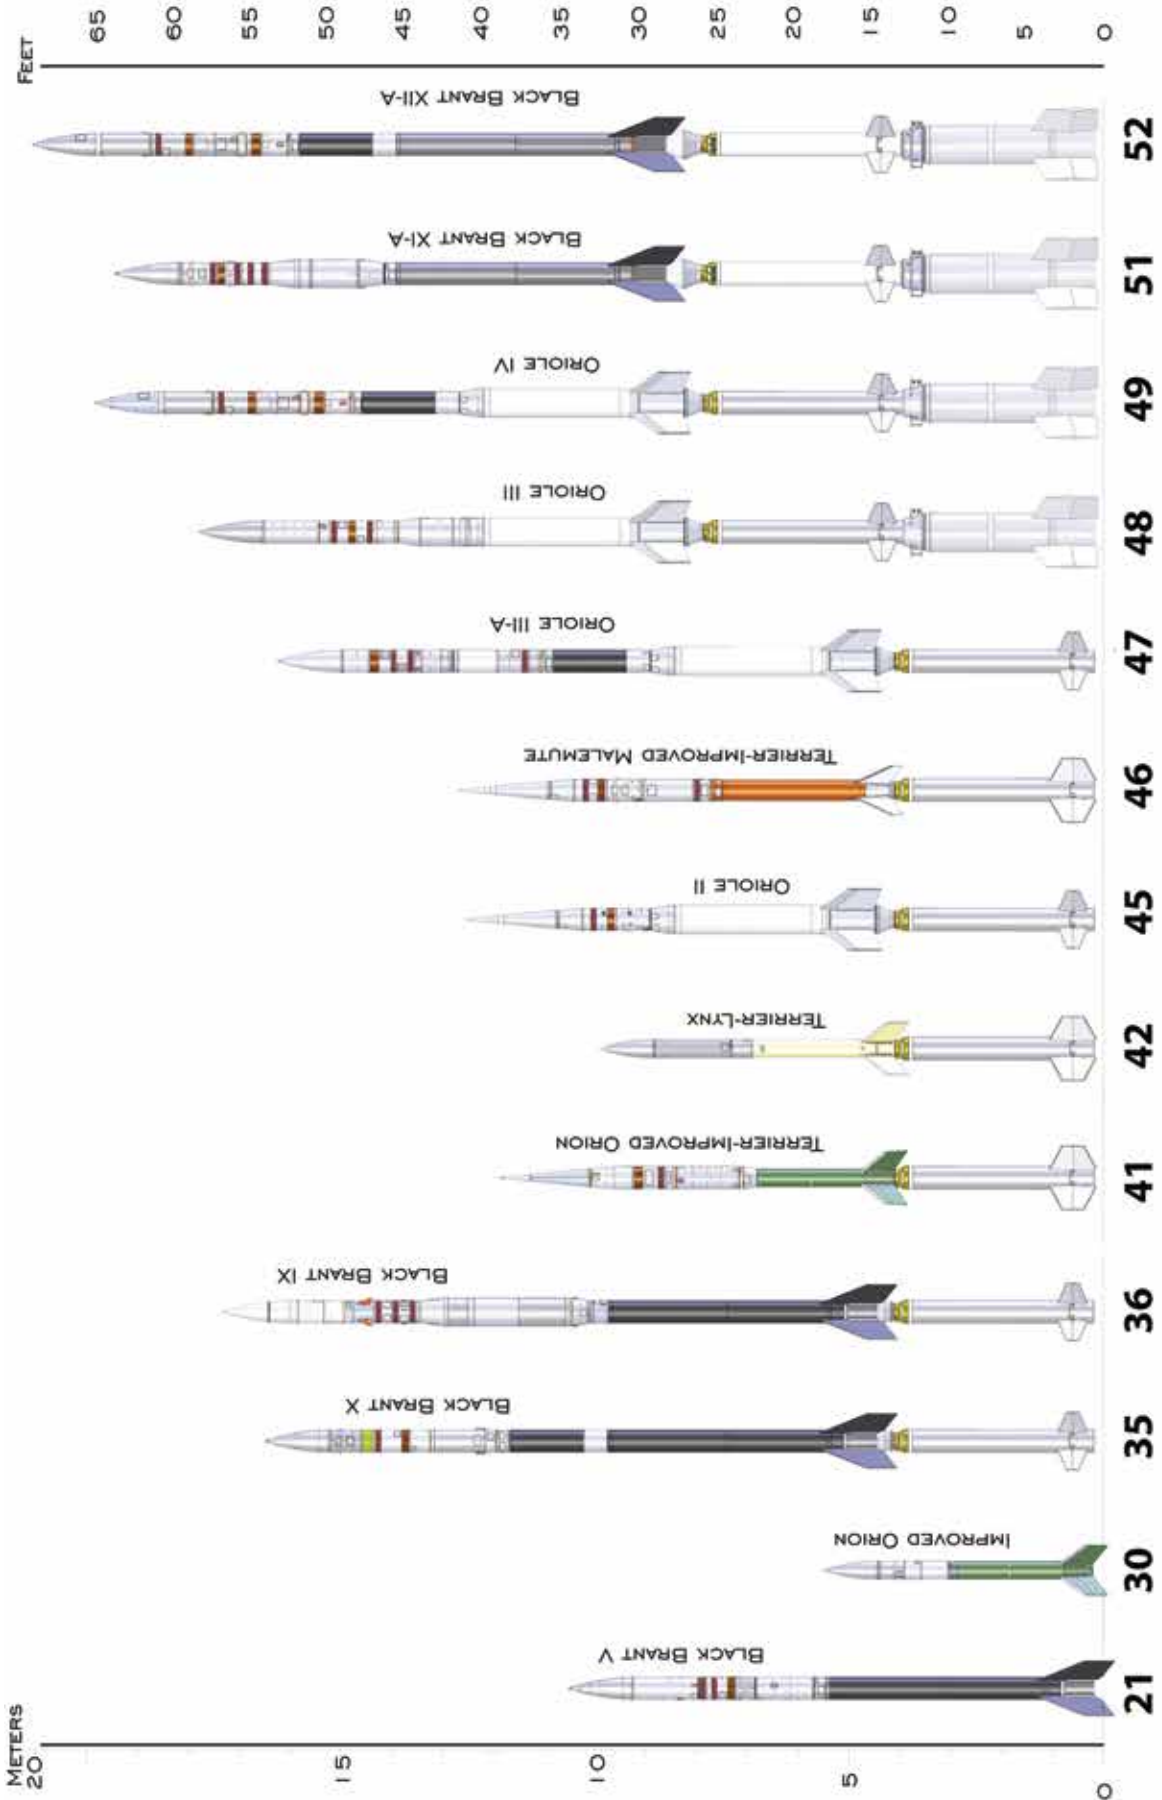 METERS
20
15
10
5
0
FEET
65
60
55
50
45
40
35
30
25
20
15
10
5
0
BLACK BRANT V
21
IMPROVED ORION
30
BLACK BRANT X
35
BLACK BRANT IX
36
TERRIER-IMPROVED ORION
41
TERRIER-LYNX
42
ORIOLE II
45
TERRIER-IMPROVED MALEMUTE
46
ORIOLE III-A
47
ORIOLE III
48
ORIOLE IV
49
BLACK BRANT XI-A
51
BLACK BRANT XII-A
52